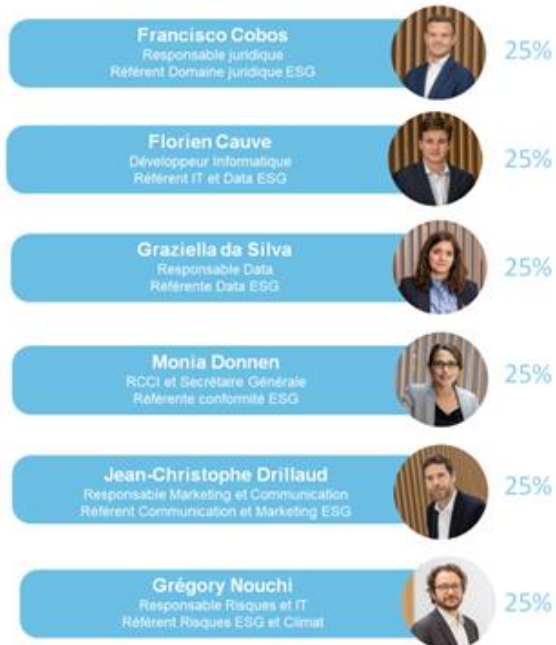 Francisco Cobos
Responsable juridique
Référent Domaine juridique ESG
25%
Florien Cauve
Développeur Informatique
Référent IT et Data ESG
25%
Graziella da Silva
Responsable Data
Référente Data ESG
25%
Monia Donnen
RCCI et Secrétaire Générale
Référente conformité ESG
25%
Jean-Christophe Drillaud
Responsable Marketing et Communication
Référent Communication et Marketing ESG
25%
Grégory Nouchi
Responsable Risques et IT
Référent Risques ESG et Climat
25%